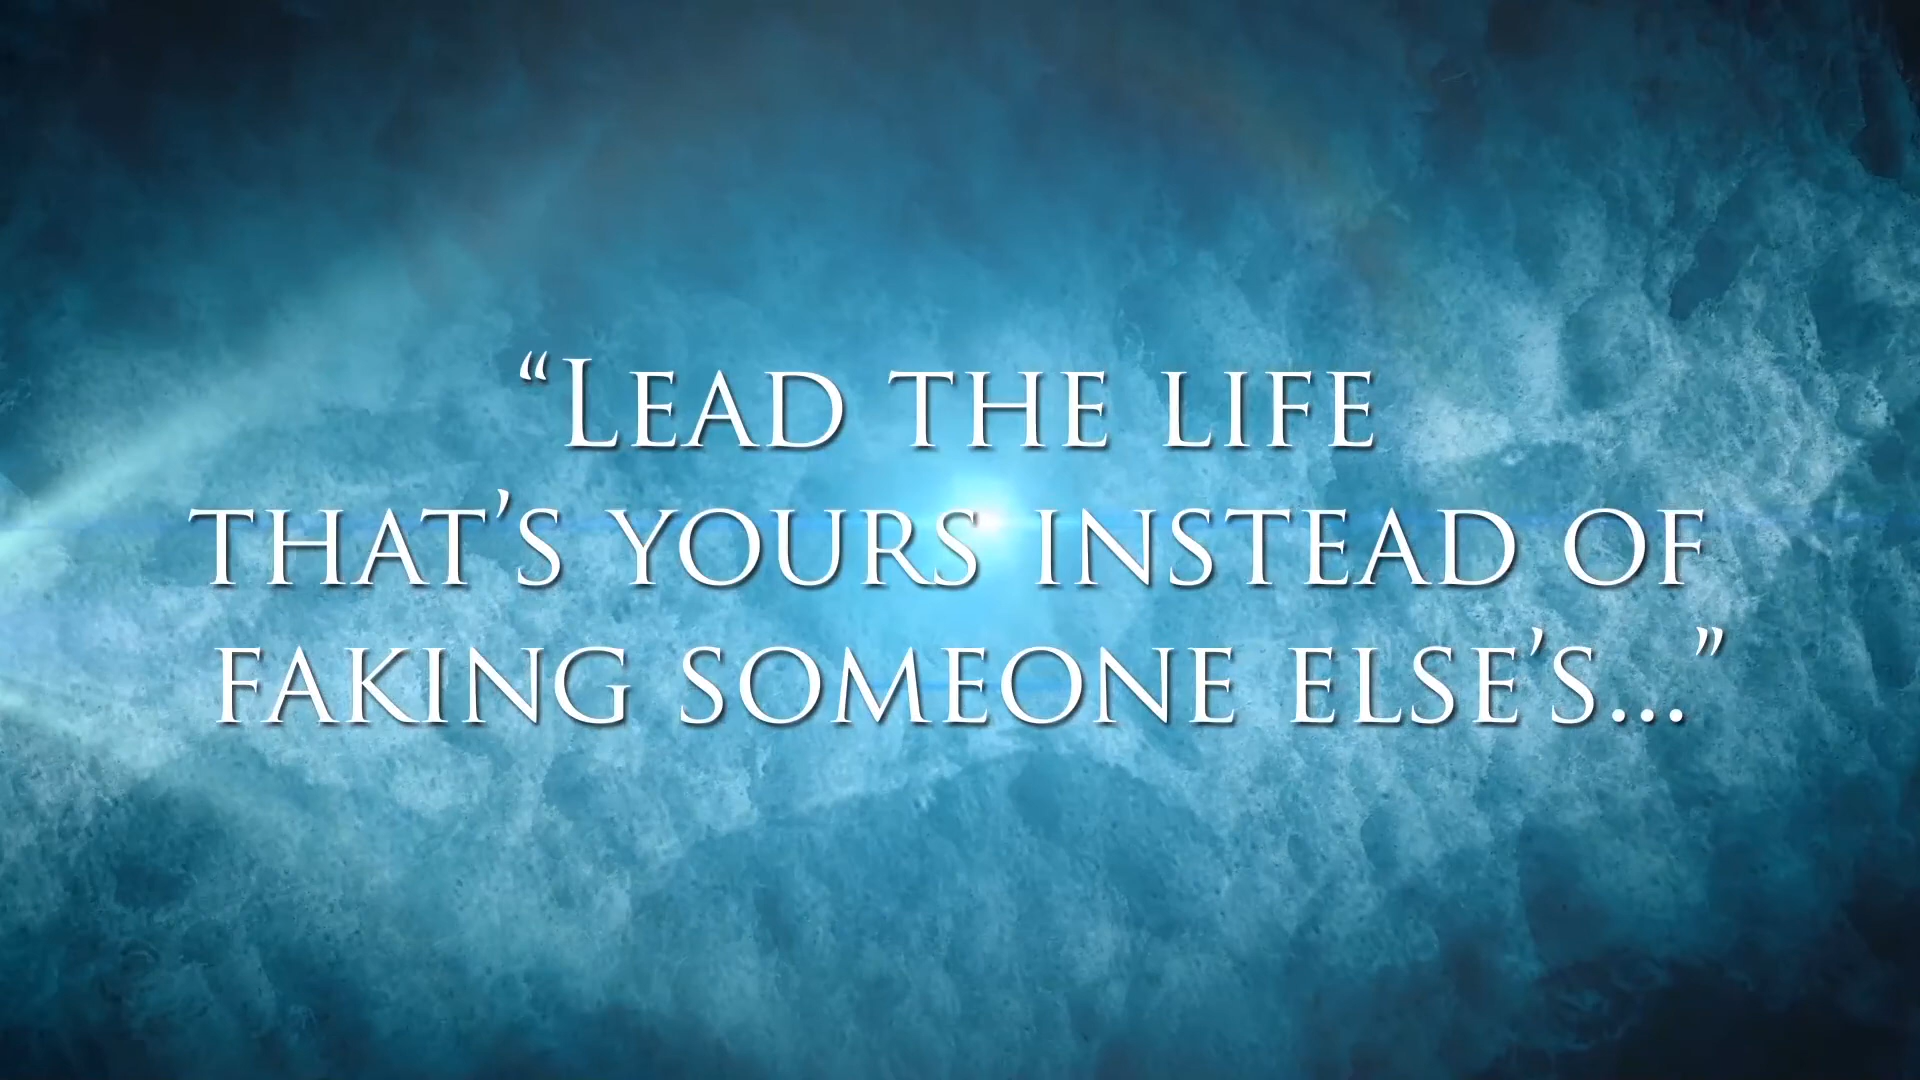 “Lead the life
that’s yours instead of
faking someone else’s...”